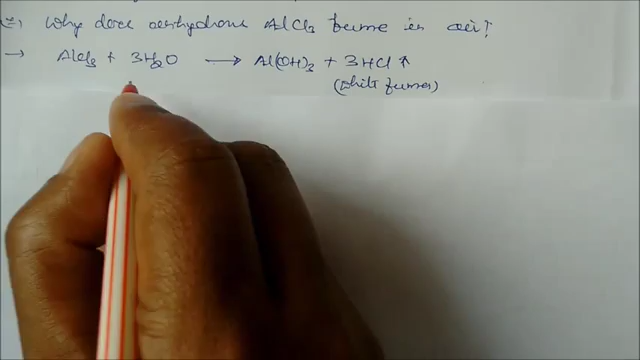 Why does anhydrous AlCl3 fume in air?
→ AlCl3 + 3H2O → Al(OH)3 + 3HCl ↑
(white fumes)